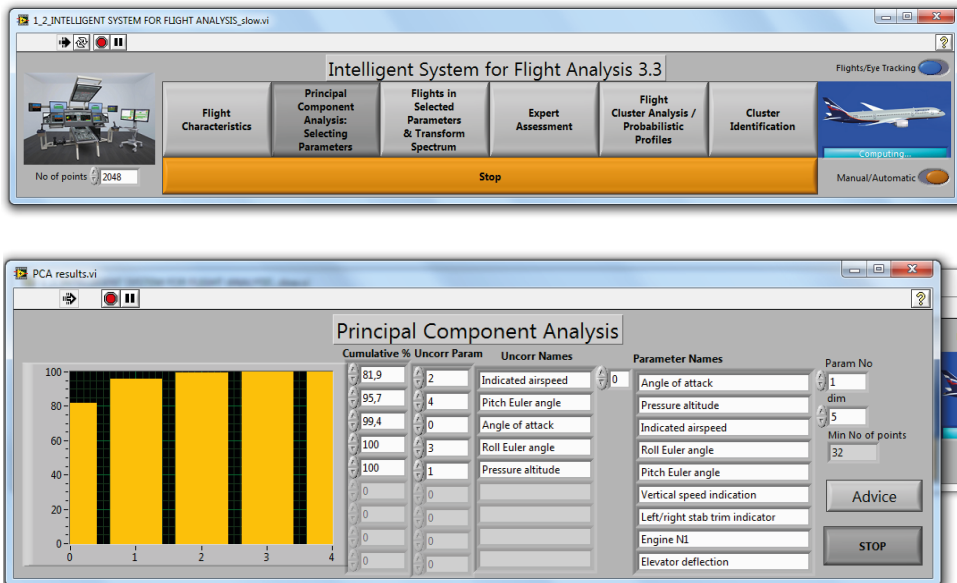 1_2_INTELLIGENT SYSTEM FOR FLIGHT ANALYSIS_slow.vi
Intelligent System for Flight Analysis 3.3
Flights/Eye Tracking
Flight
Characteristics
Principal
Component
Analysis:
Selecting
Parameters
Flights in
Selected
Parameters
& Transform
Spectrum
Expert
Assessment
Flight
Cluster Analysis /
Probabilistic
Profiles
Cluster
Identification
Computing...
No of points 2048
Stop
Manual/Automatic
PCA results.vi
Principal Component Analysis
Cumulative % Uncorr Param Uncorr Names Parameter Names
81,9 2 Indicated airspeed 0 Angle of attack
95,7 4 Pitch Euler angle Pressure altitude
99,4 0 Angle of attack Indicated airspeed
100 3 Roll Euler angle Roll Euler angle
100 1 Pressure altitude Pitch Euler angle
0 0 Vertical speed indication
0 0 Left/right stab trim indicator
0 0 Engine N1
0 0 Elevator deflection
Param No
1
dim
5
Min No of points
32
Advice
STOP
100
80
60
40
20
0
0 1 2 3 4